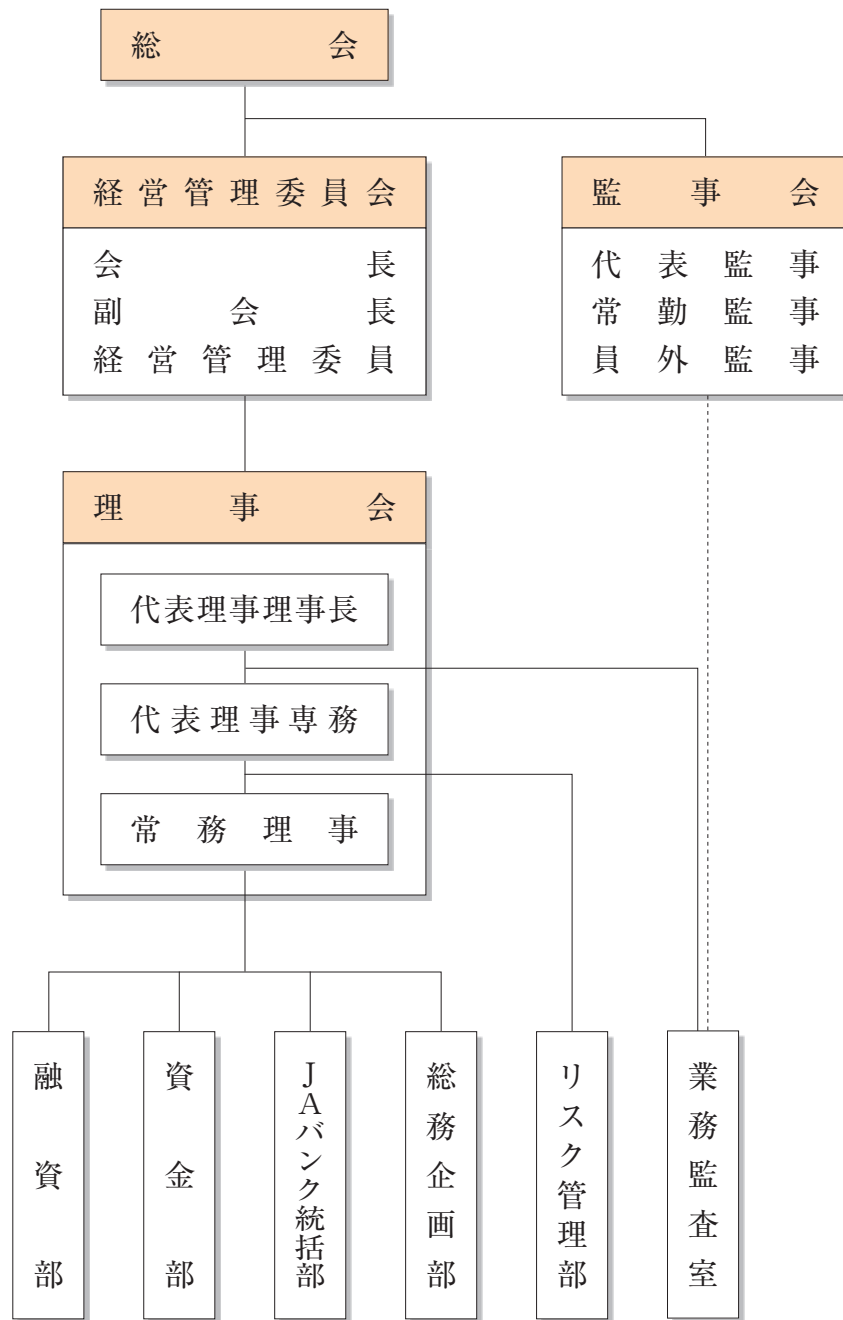 総会
経営管理委員会
会長
副会長
経営管理委員
監事会
代表監事
常勤監事
員外監事
理事会
代表理事理事長
代表理事専務
常務理事
融資部
資金部
JAバンク統括部
総務企画部
リスク管理部
業務監査室